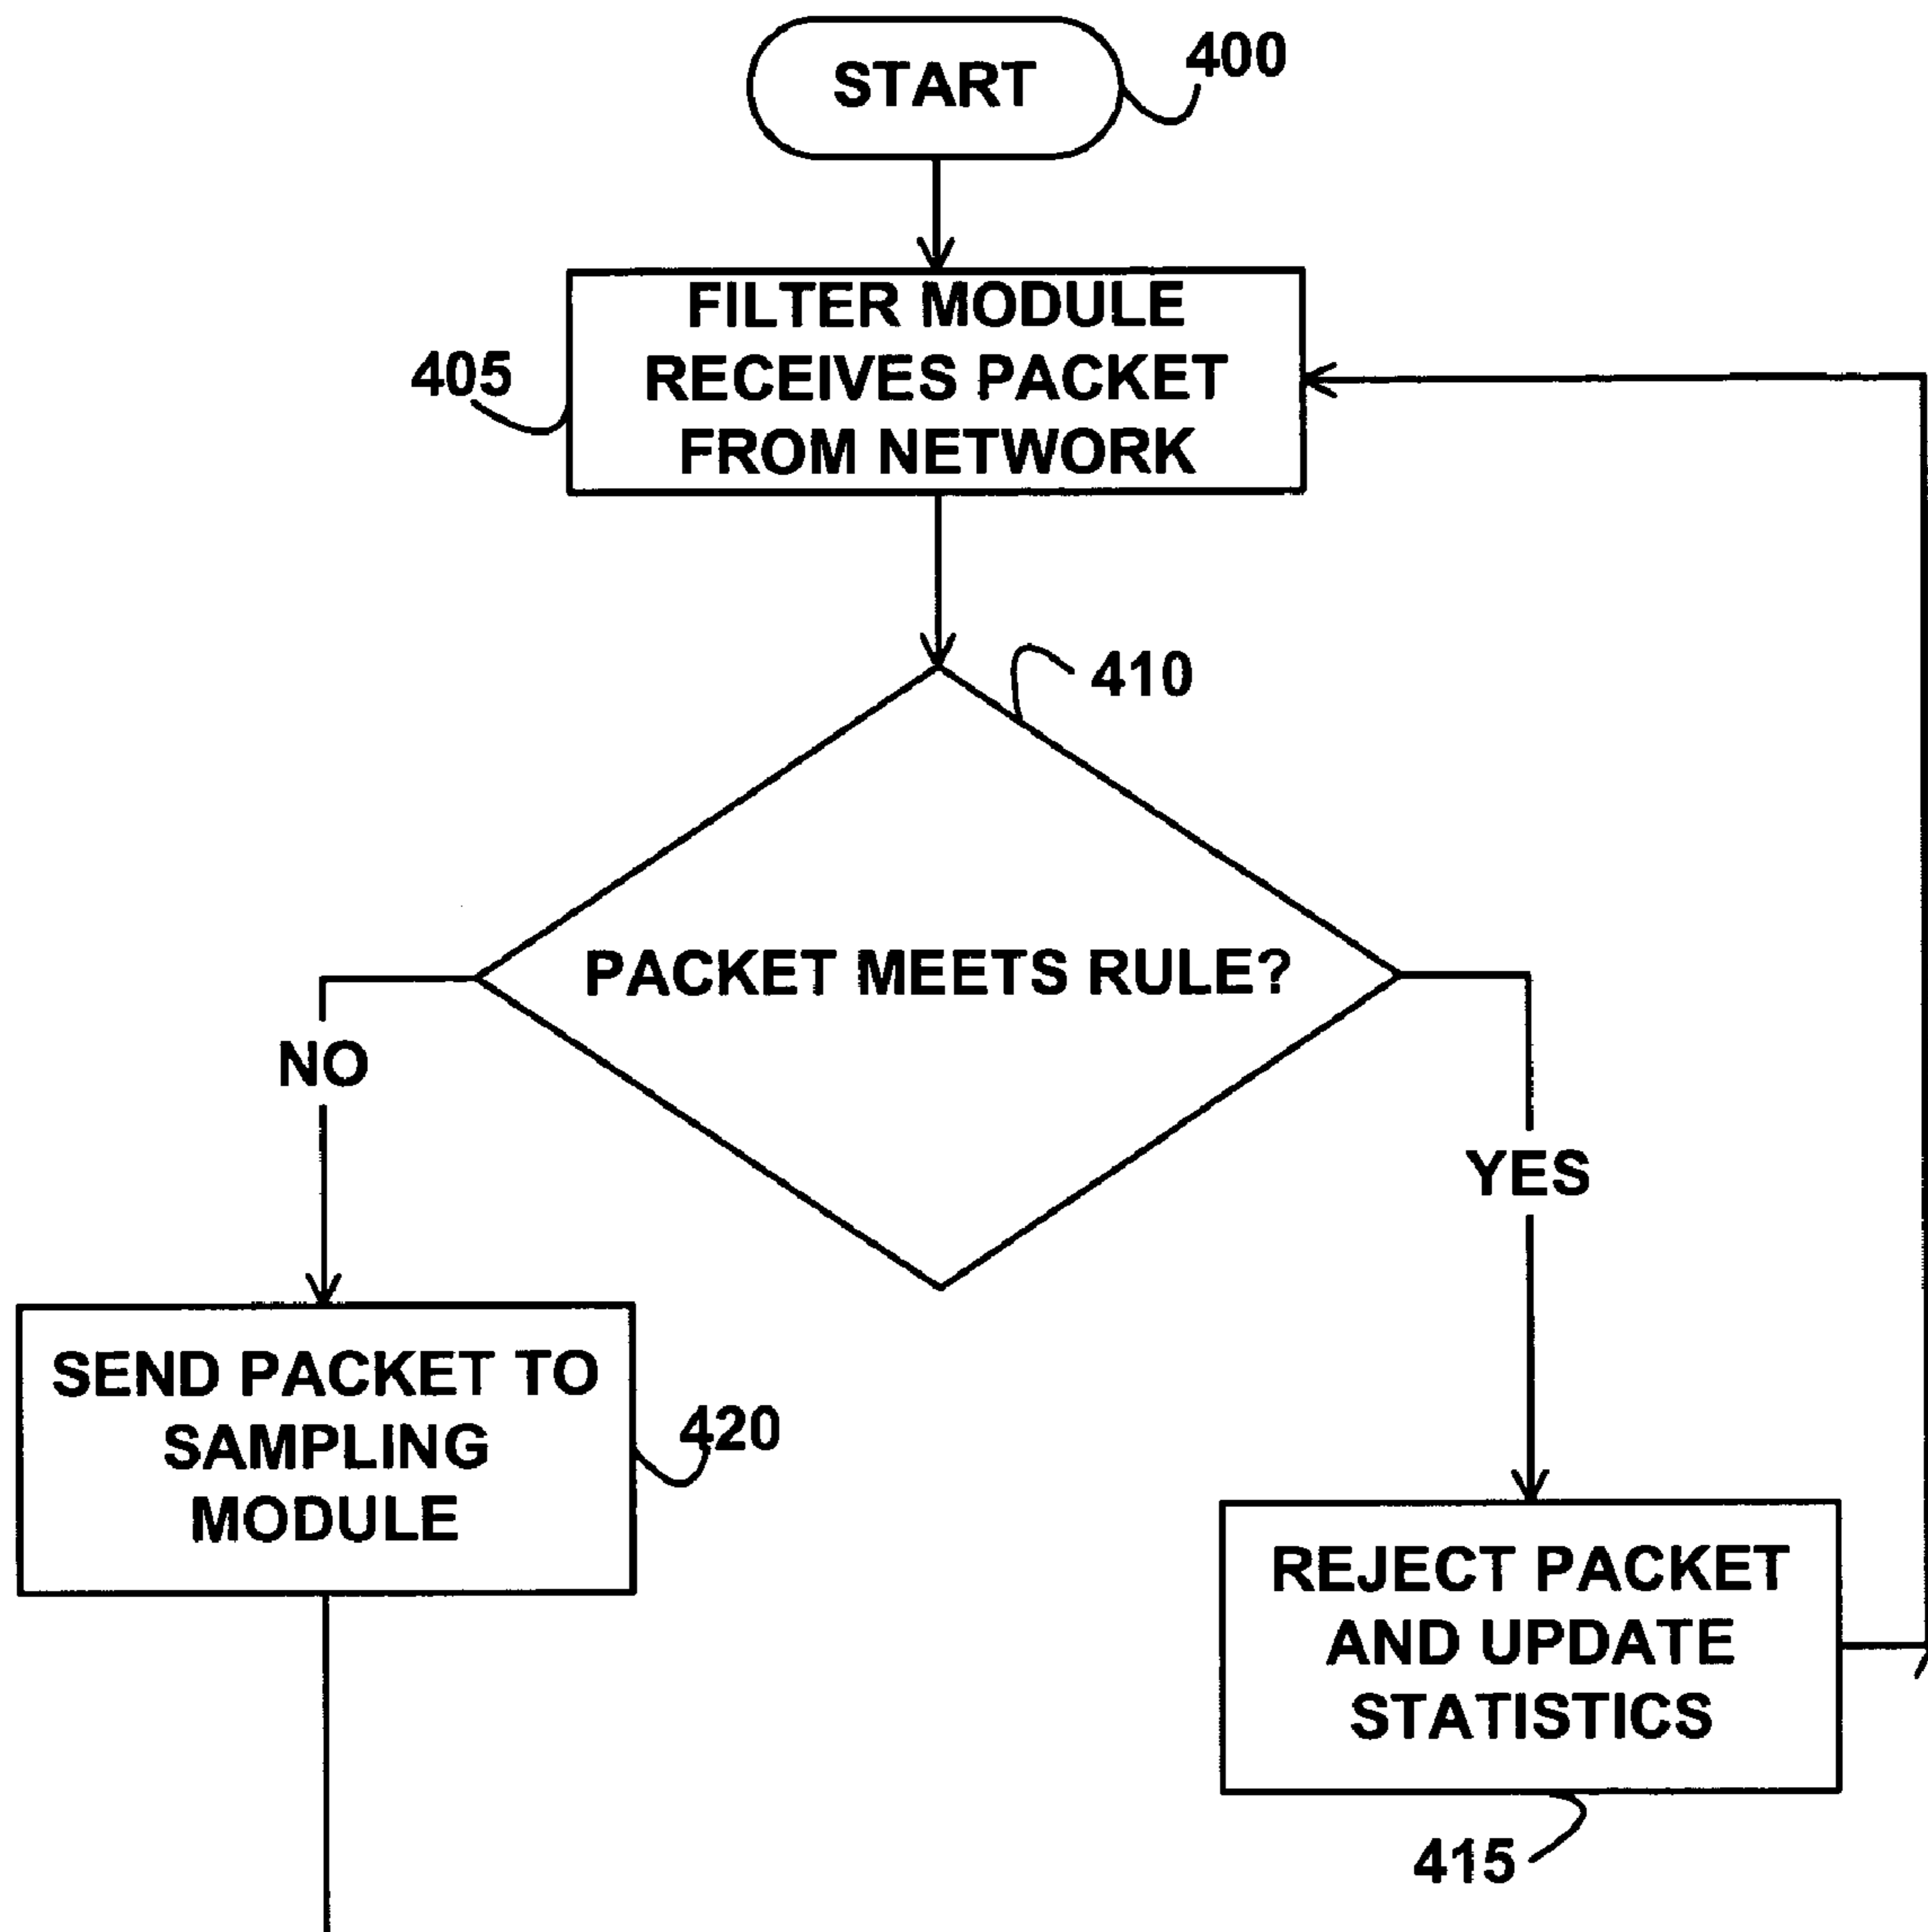 START
400
FILTER MODULE
RECEIVES PACKET
FROM NETWORK
405
410
PACKET MEETS RULE?
NO
YES
SEND PACKET TO
SAMPLING
MODULE
420
REJECT PACKET
AND UPDATE
STATISTICS
415